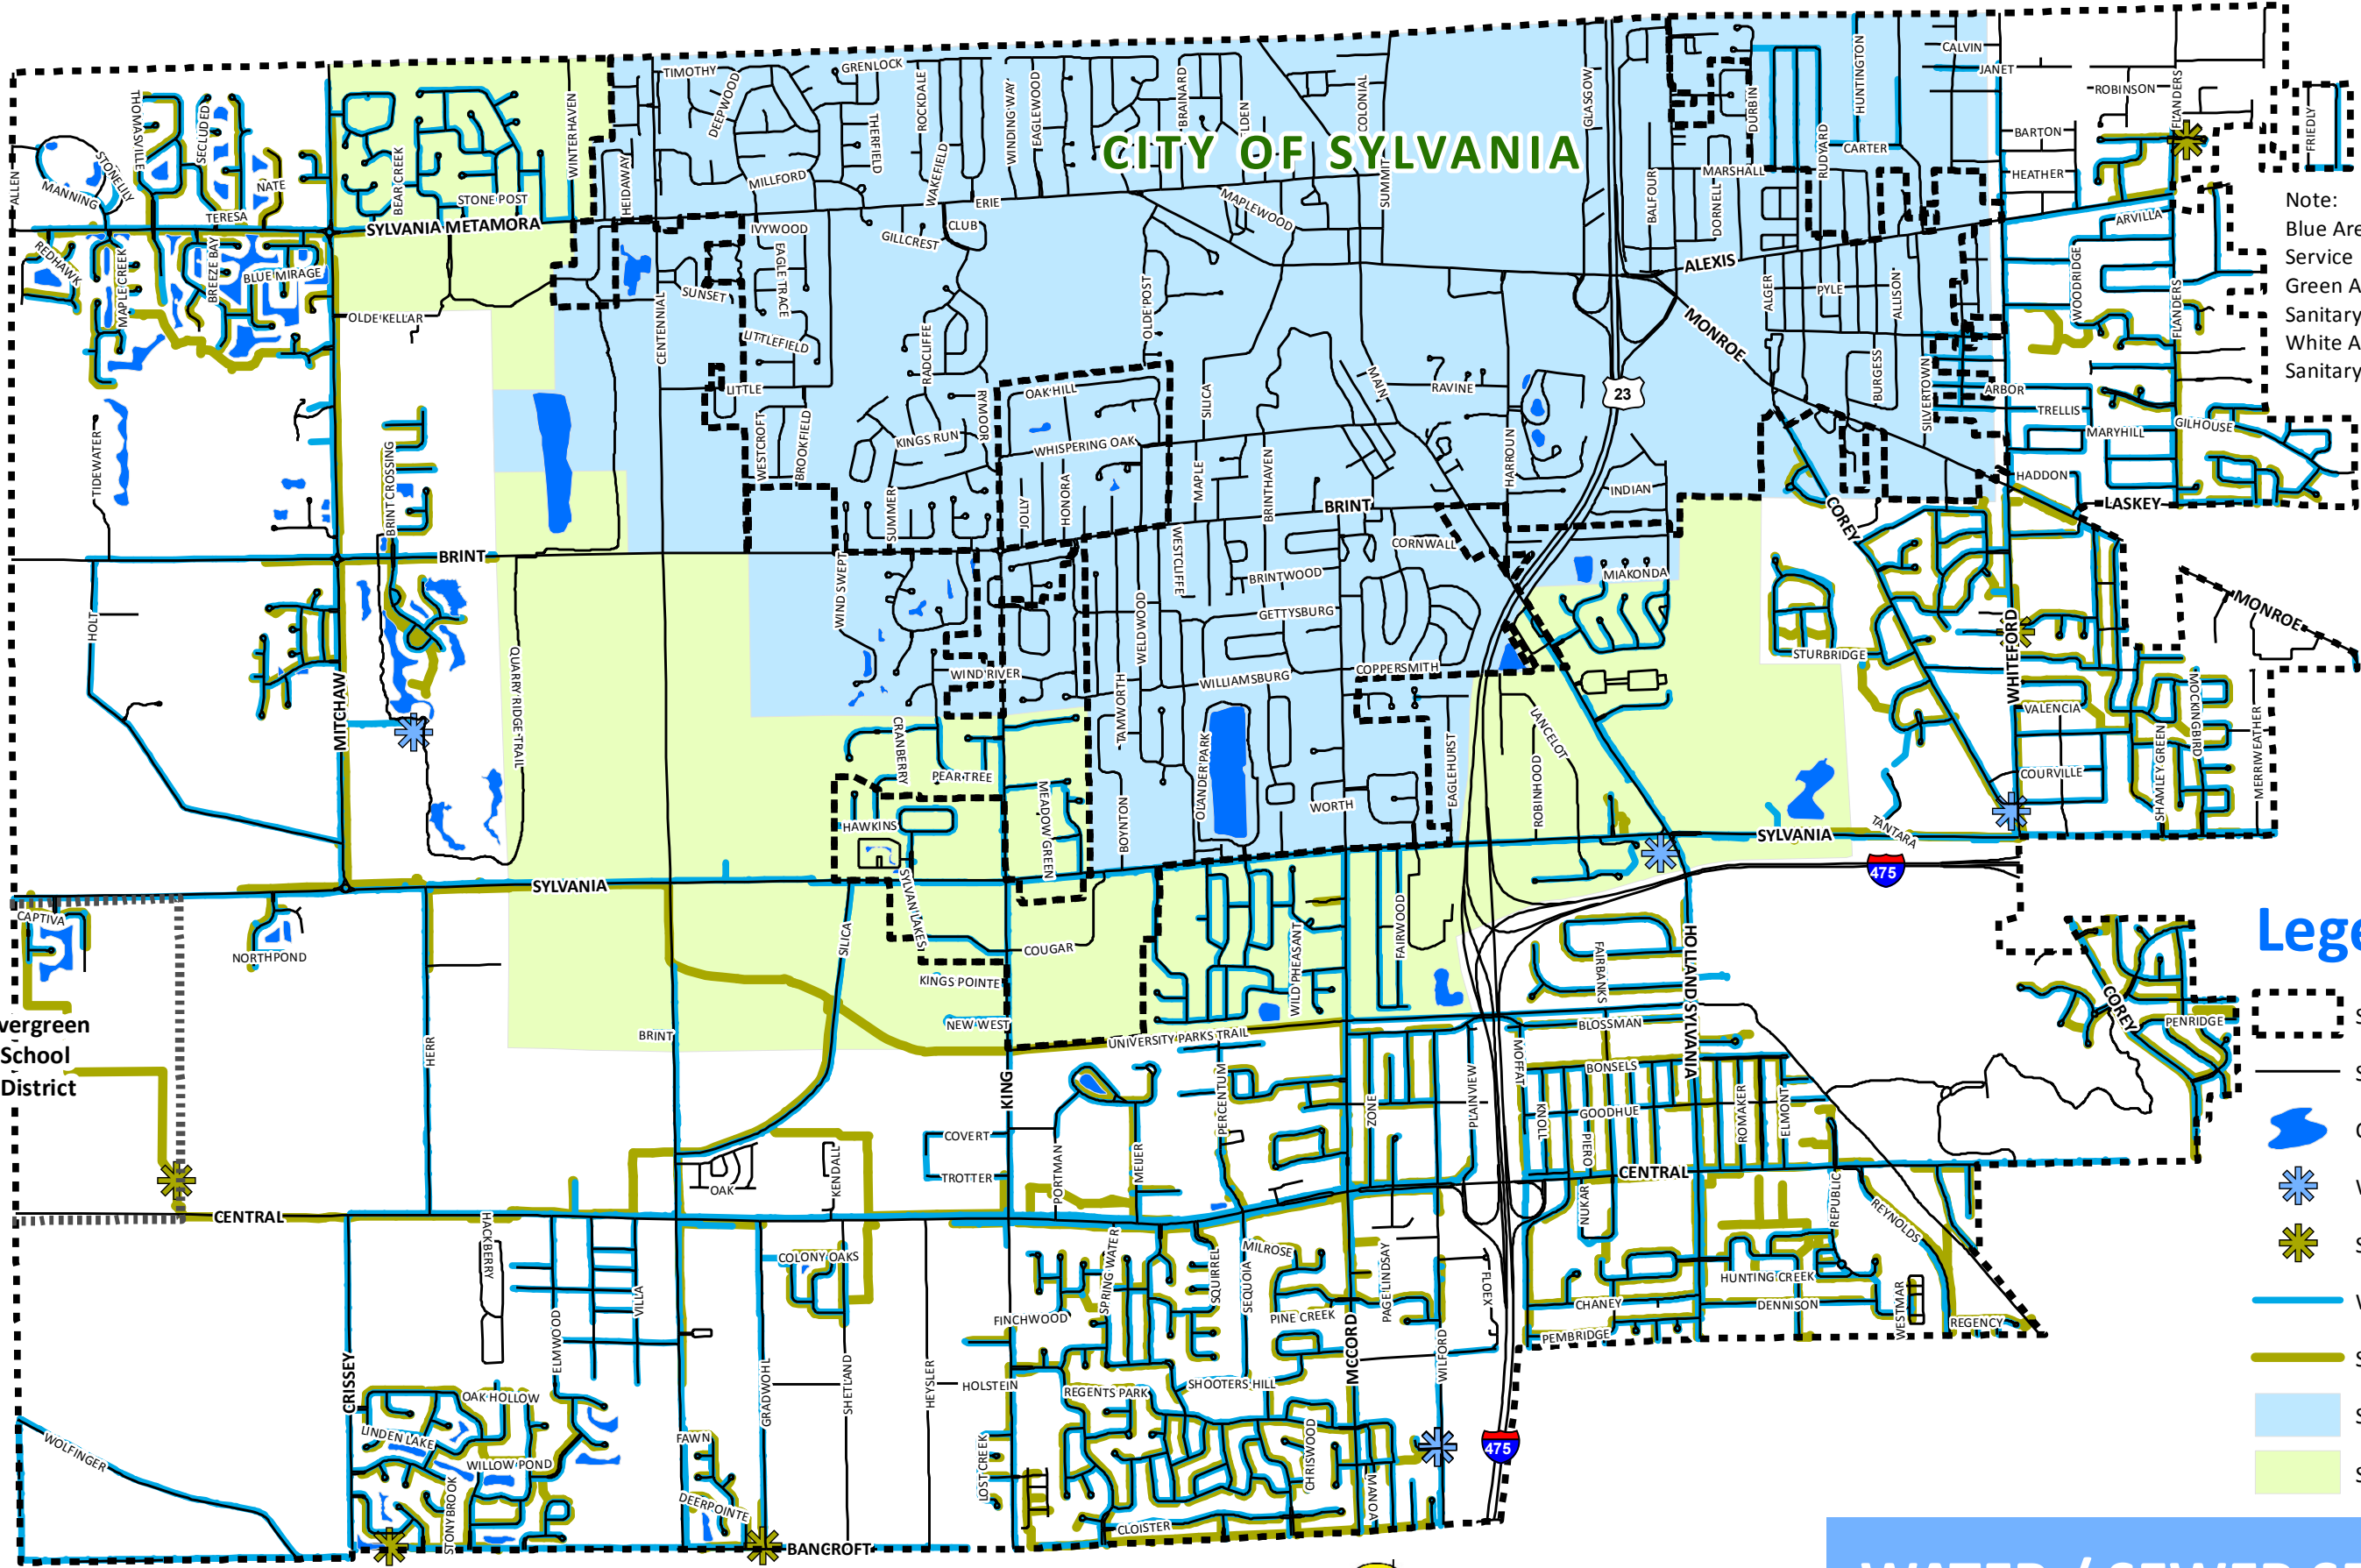 TIMOTHY
DEEPWOOD
GRENLOCK
ROCKDALE
THERFIELD
WAKEFIELD
WINDING WAY
EAGLEWOOD
BRAINARD
COLONIAL
SUMMIT
GLASGOW
DURBIN
HUNTINGTON
CALVIN
JANET
ROBINSON
FLANDERS
FRIEDLY
CITY OF SYLVANIA
THOMASVILLE
SECLUDED
STONELILY
MANNING
ALLEN
NATE
TERESA
BEAR CREEK
STONE POST
WINTERHAVEN
HEIDAWAY
MILLFORD
ERIE
MAPLEWOOD
BALFOUR
MARSHALL
DORNELL
RUDYARD
CARTER
BARTON
HEATHER
ARVILLA
Note:
Blue Are
Service
Green A
Sanitary
White A
Sanitary
SYLVANIA METAMORA
REDHAWK
MAPLE CREEK
BREEZE BAY
BLUE MIRAGE
OLDE KELLAR
CENTENNIAL
SUNSET
IVYWOOD
EAGLE TRACE
GILLCREST
CLUB
LITTLEFIELD
LITTLE
RADCLIFFE
OLDE POST
ALEXIS
MONROE
ALGER
PYLE
ALLISON
WOODRIDGE
FLANDERS
TIDEWATER
BRINT CROSSING
WESTCROFT
BROOKFIELD
KINGS RUN
RYMOOR
OAK HILL
WHISPERING OAK
SILICA
MAIN
RAVINE
23
BURGESS
SILVERTOWN
ARBOR
TRELLIS
MARYHILL
GILHOUSE
HADDON
LASKEY
SUMMER
JOLLY
HONORA
MAPLE
BRINTHAVEN
BRINT
HARROUN
INDIAN
COREY
BRINT
HOLT
WIND SWEPT
WESTCLIFFE
CORNWALL
BRINTWOOD
GETTYSBURG
MIAKONDA
MONROE
QUARRY RIDGE TRAIL
WELDWOOD
WIND RIVER
WILLIAMSBURG
COPPERSMITH
STURBRIDGE
WHITEFORD
MITCHAW
CRANBERRY
PEAR TREE
TAMWORTH
OLANDER PARK
EAGLEHURST
LANCELOT
ROBINHOOD
VALENCIA
MOCKINGBIRD
MERRIWEATHER
COURVILLE
SHAMLEY GREEN
HAWKINS
MEADOW GREEN
BOYNTON
WORTH
SYLVANIA
TANTARA
475
SYLVANIA
CAPTIVA
NORTHPOND
SILICA
SYLVAN LAKES
COUGAR
KINGS POINTE
NEW WEST
WILD PHEASANT
FAIRWOOD
FAIRBANKS
HOLLAND SYLVANIA
Lege
COREY
PENRIDGE
vergreen
School
District
HERR
BRINT
KING
UNIVERSITY PARKS TRAIL
BLOSSMAN
MOFFAT
BONSELS
PERCENTUM
ZONE
PLAINVIEW
KNOLL
GOODHUE
PIERO
ROMAKER
ELMONT
COVERT
TROTTER
PORTMAN
MEIJER
OAK
KENDALL
CENTRAL
NUKAR
REPUBLIC
REYNOLDS
CENTRAL
HACKBERRY
COLONY OAKS
SPRING WATER
SQUIRREL
SEQUOIA
MILROSE
PAGE LINDSAY
FLOEX
HUNTING CREEK
CHANEY
DENNISON
WESTMAR
REGENCY
PEMBRIDGE
VILLA
ELMWOOD
FINCHWOOD
PINE CREEK
MCCORD
WILFORD
CRISSEY
OAK HOLLOW
GRADWOHL
SHETLAND
HEYSLER
HOLSTEIN
REGENTS PARK
SHOOTERS HILL
LINDEN LAKE
WILLOW POND
FAWN
LOST CREEK
CHRISWOOD
475
WOLFINGER
STONYBROOK
DEERPOINTE
MANOA
CLOISTER
BANCROFT